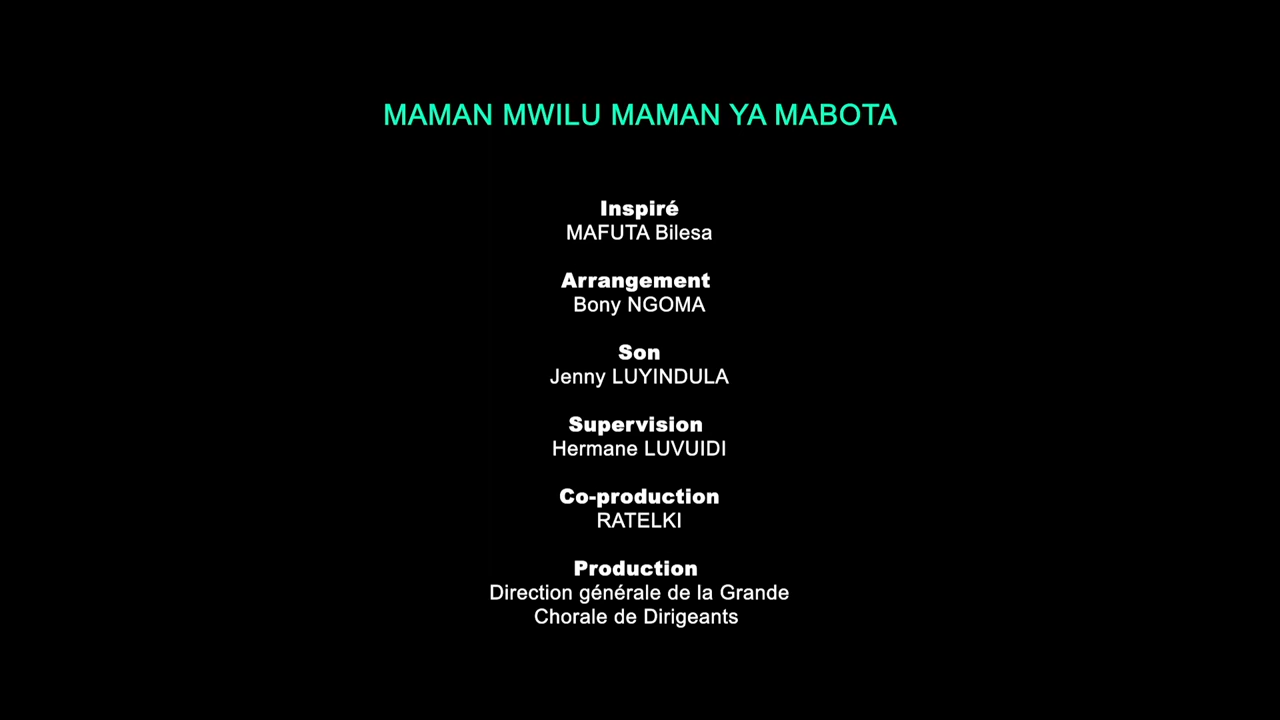 MAMAN MWILU MAMAN YA MABOTA
Inspiré
MAFUTA Bilesa
Arrangement
Bony NGOMA
Son
Jenny LUYINDULA
Supervision
Hermane LUVUIDI
Co-production
RATELKI
Production
Direction générale de la Grande
Chorale de Dirigeants